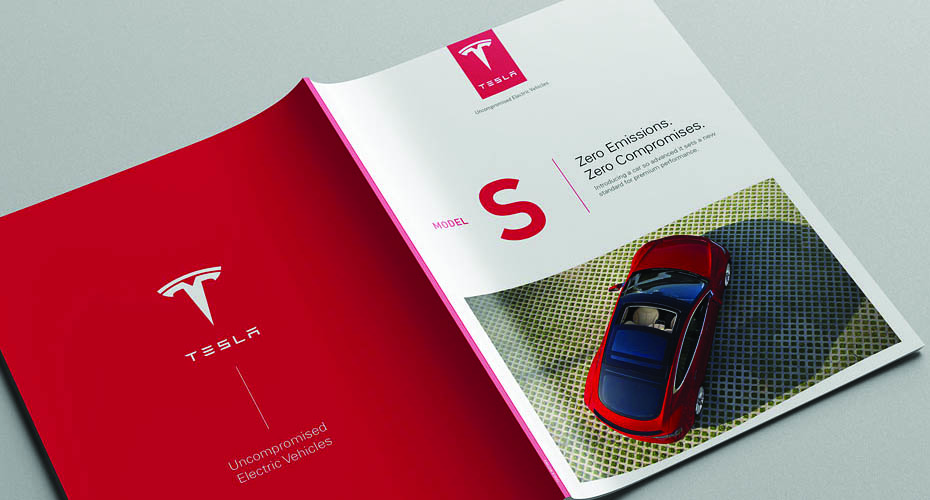 TESLA
Uncompromised
Electric Vehicles
TESLA
Uncompromised Electric Vehicles
Zero Emissions.
Zero Compromises.
Introducing a car so advanced it sets a new
standard for premium performance.
MODEL
S